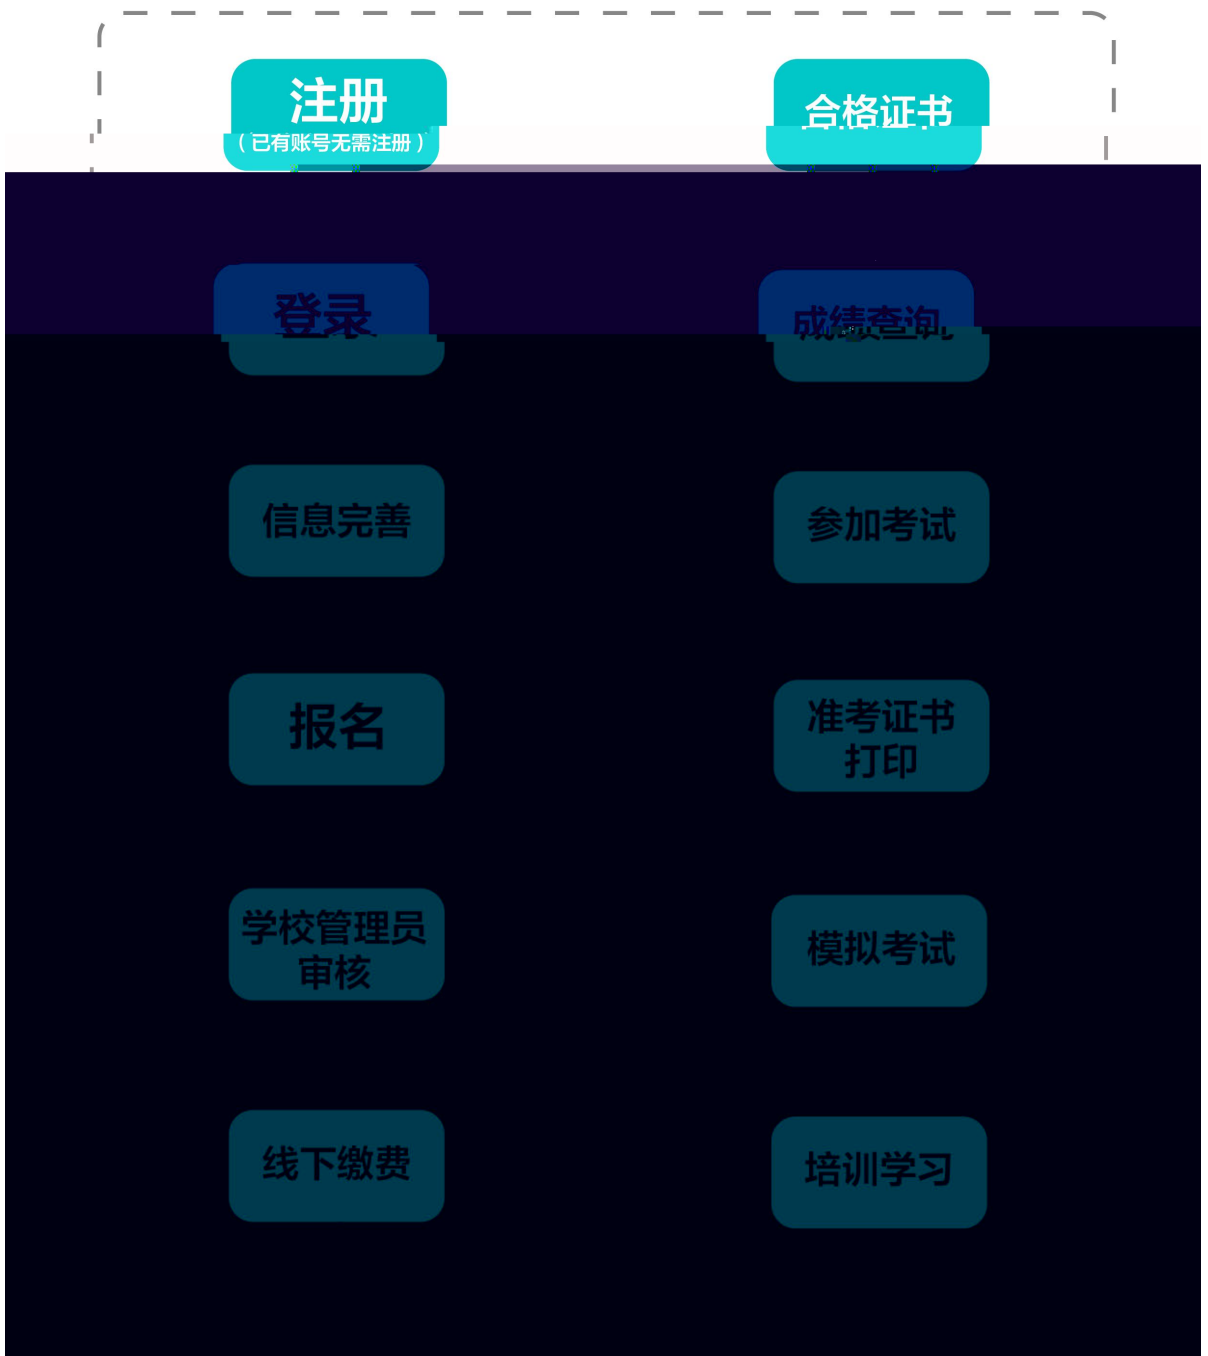 注册
（已有账号无需注册）
合格证书
登录
成绩查询
信息完善
参加考试
报名
准考证书
打印
学校管理员
审核
模拟考试
线下缴费
培训学习